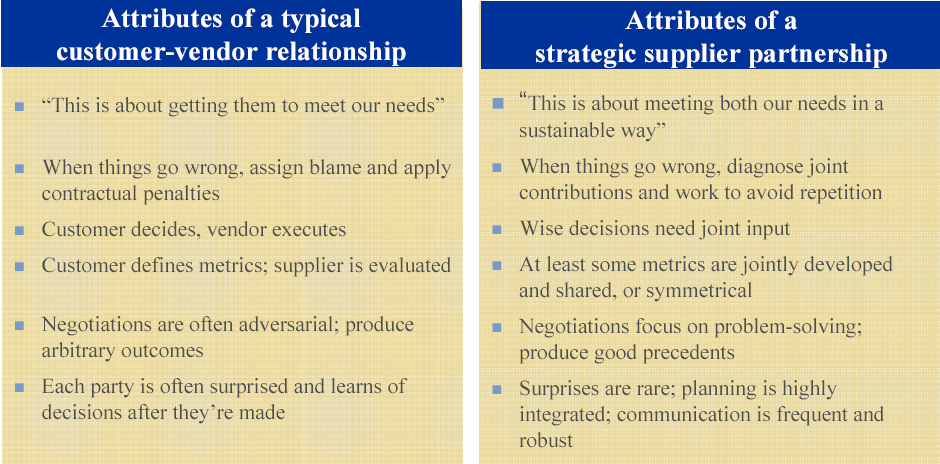 Attributes of a typical
customer-vendor relationship
■ “This is about getting them to meet our needs”
■ When things go wrong, assign blame and apply
contractual penalties
■ Customer decides, vendor executes
■ Customer defines metrics; supplier is evaluated
■ Negotiations are often adversarial; produce
arbitrary outcomes
■ Each party is often surprised and learns of
decisions after they’re made
Attributes of a
strategic supplier partnership
■ “This is about meeting both our needs in a
sustainable way”
■ When things go wrong, diagnose joint
contributions and work to avoid repetition
■ Wise decisions need joint input
■ At least some metrics are jointly developed
and shared, or symmetrical
■ Negotiations focus on problem-solving;
produce good precedents
■ Surprises are rare; planning is highly
integrated; communication is frequent and
robust